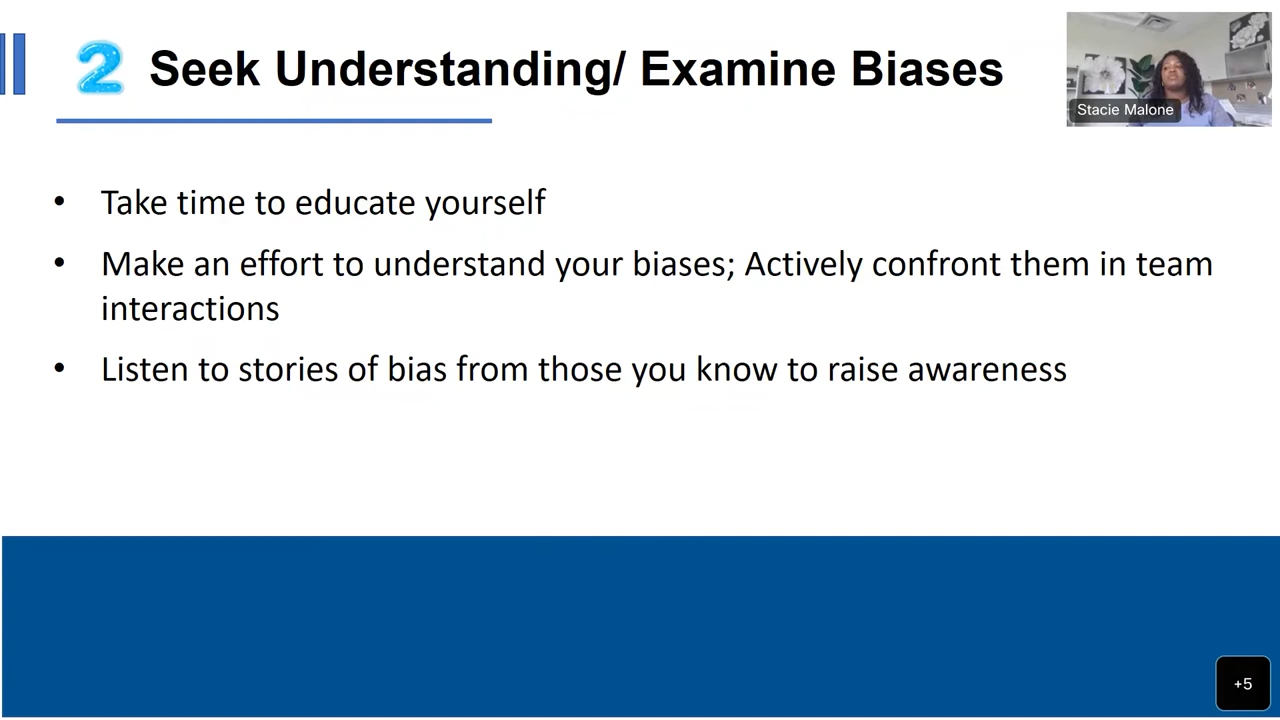 2 Seek Understanding/ Examine Biases
Stacie Malone
• Take time to educate yourself
• Make an effort to understand your biases; Actively confront them in team
interactions
• Listen to stories of bias from those you know to raise awareness
+5